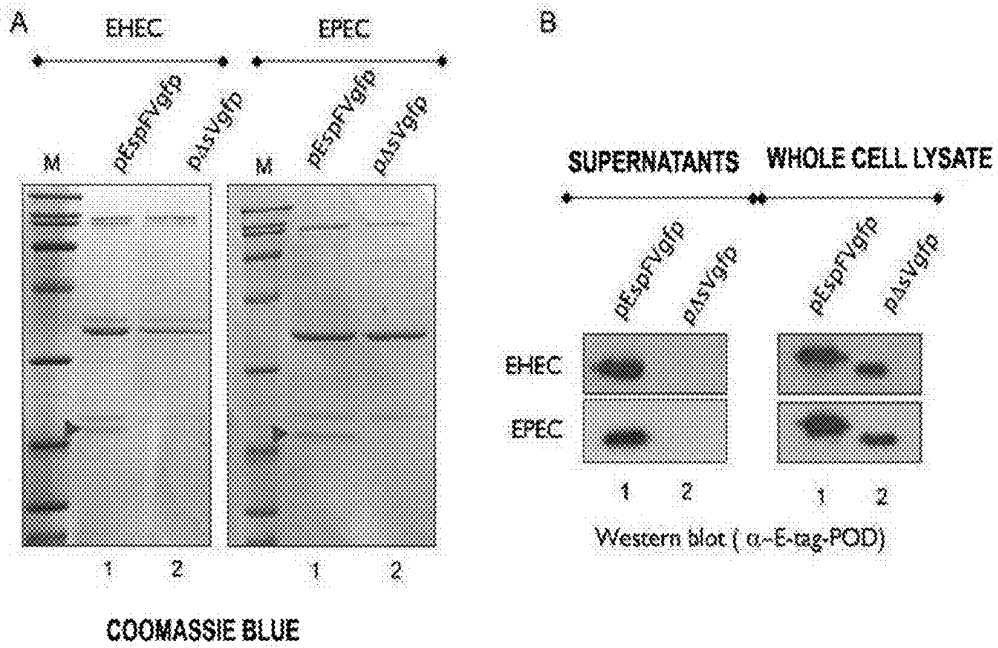 A
EHEC
EPEC
M
pEspFVgfp
pΔsVgfp
M
pEspFVgfp
pΔsVgfp
1
2
1
2
COOMASSIE BLUE
B
SUPERNATANTS
WHOLE CELL LYSATE
pEspFVgfp
pΔsVgfp
pEspFVgfp
pΔsVgfp
EHEC
EPEC
1
2
1
2
Western blot ( α-E-tag-POD)